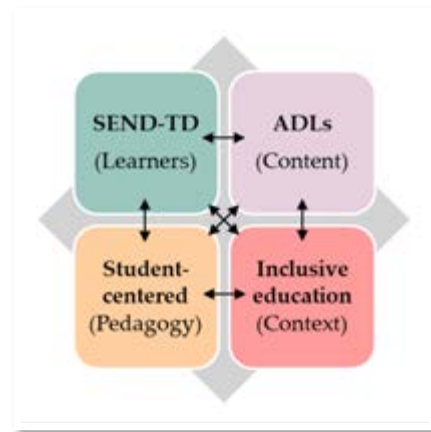 SEND-TD
(Learners)
ADLs
(Content)
Student-
centered
(Pedagogy)
Inclusive
education
(Context)